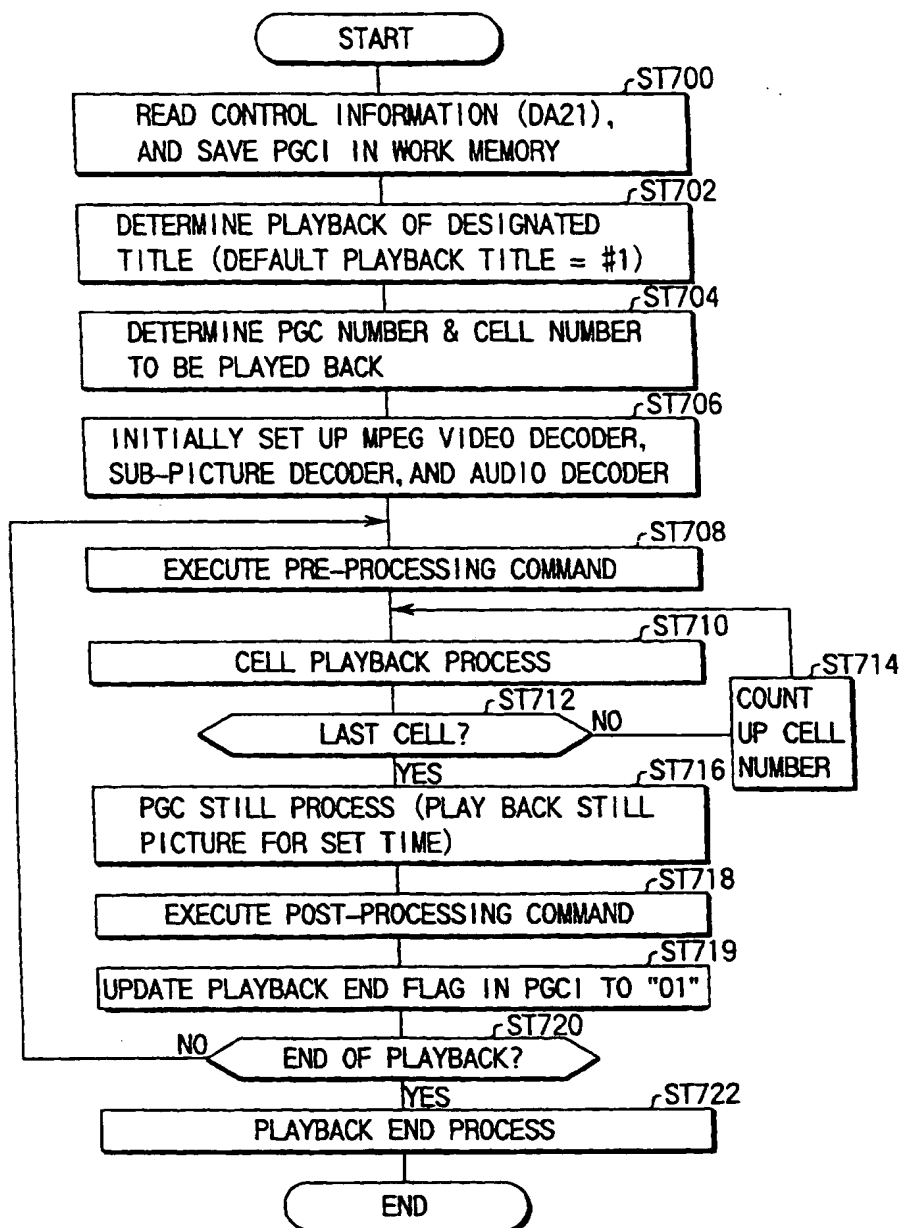 START
ST700
READ CONTROL INFORMATION (DA21),
AND SAVE PGCI IN WORK MEMORY
ST702
DETERMINE PLAYBACK OF DESIGNATED
TITLE (DEFAULT PLAYBACK TITLE = #1)
ST704
DETERMINE PGC NUMBER & CELL NUMBER
TO BE PLAYED BACK
ST706
INITIALLY SET UP MPEG VIDEO DECODER,
SUB-PICTURE DECODER, AND AUDIO DECODER
ST708
EXECUTE PRE-PROCESSING COMMAND
ST710
CELL PLAYBACK PROCESS
ST712
LAST CELL?
NO
ST714
COUNT
UP CELL
NUMBER
YES
ST716
PGC STILL PROCESS (PLAY BACK STILL
PICTURE FOR SET TIME)
ST718
EXECUTE POST-PROCESSING COMMAND
ST719
UPDATE PLAYBACK END FLAG IN PGCI TO "01"
ST720
NO
END OF PLAYBACK?
YES
ST722
PLAYBACK END PROCESS
END